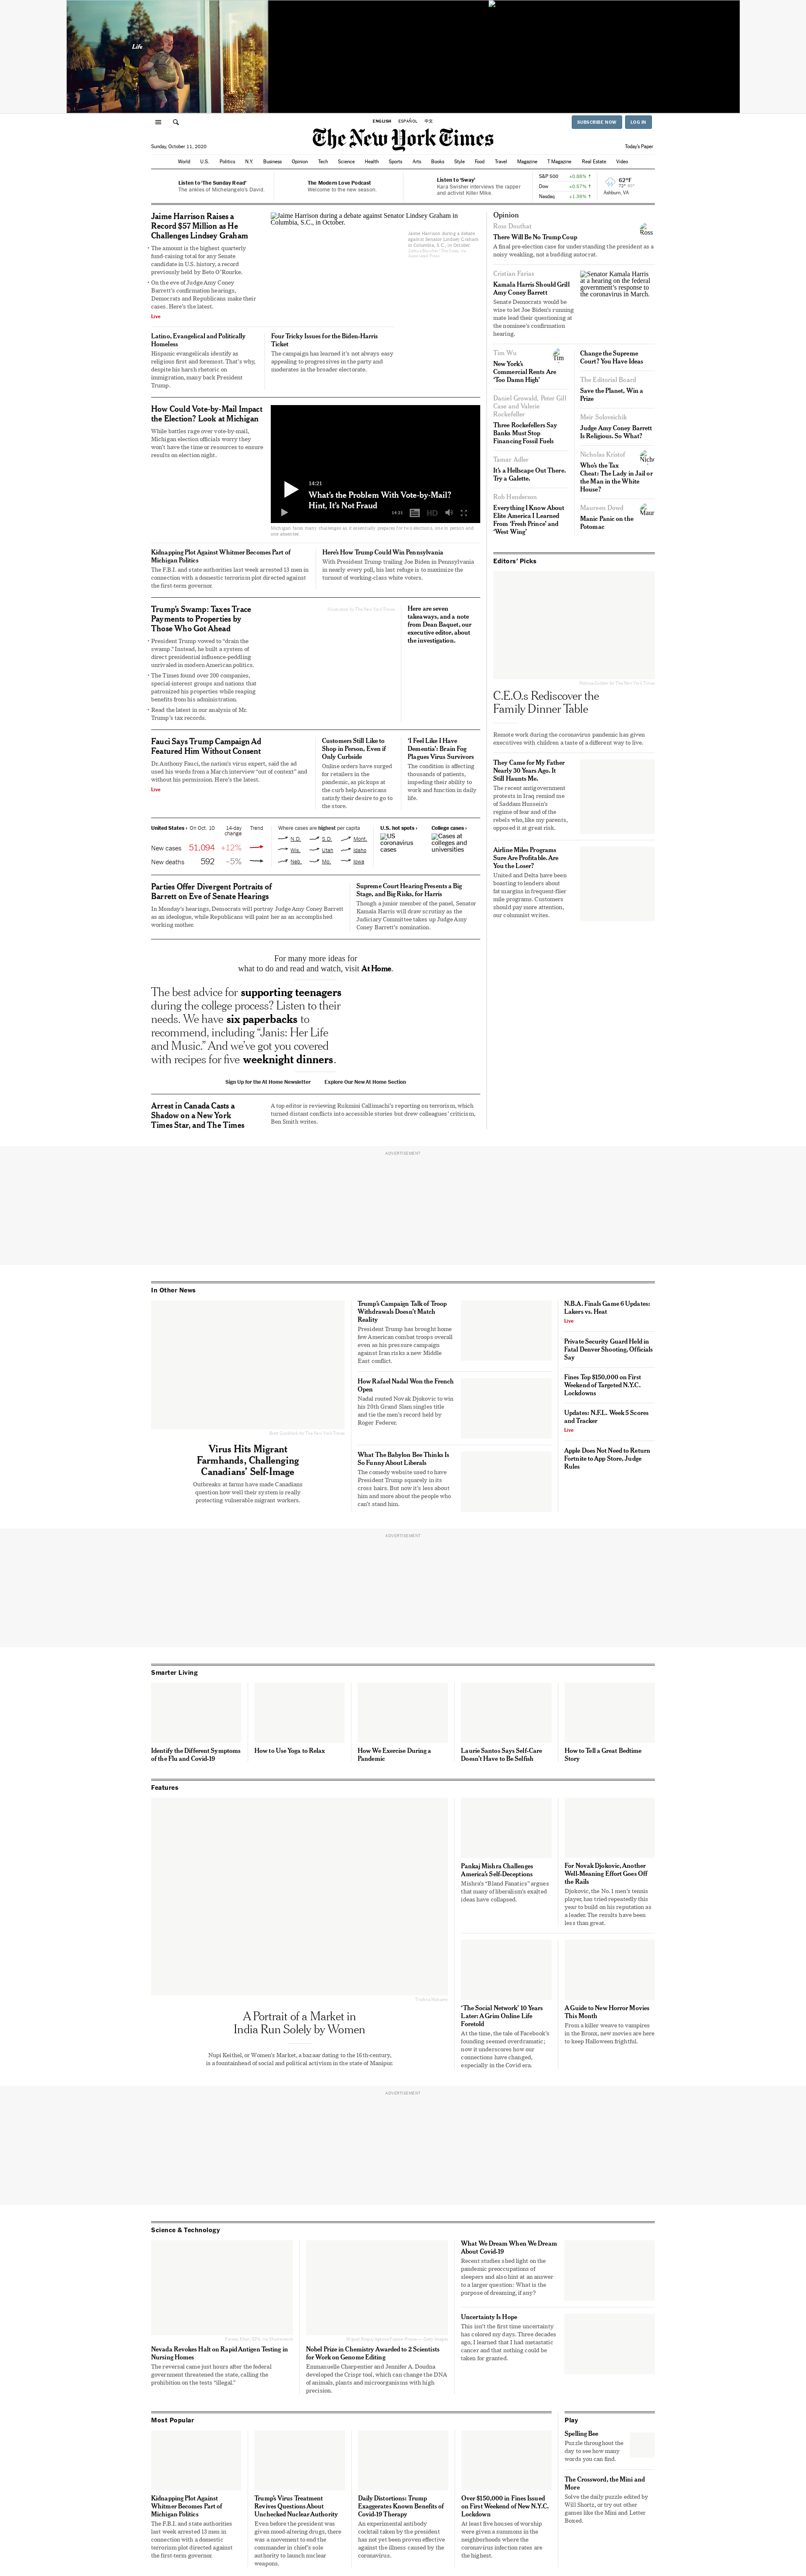 Life
ENGLISH ESPAÑOL 中文
SUBSCRIBE NOW LOG IN
The New York Times
Sunday, October 11, 2020
Today's Paper
World U.S. Politics N.Y. Business Opinion Tech Science Health Sports Arts Books Style Food Travel Magazine T Magazine Real Estate Video
Listen to 'The Sunday Read'
The ankles of Michelangelo's David.
The Modern Love Podcast
Welcome to the new season.
Listen to 'Sway'
Kara Swisher interviews the rapper
and activist Killer Mike.
S&P 500 +0.88% ↑
Dow +0.57% ↑
Nasdaq +1.39% ↑
62°F
Ashburn, VA
Jaime Harrison Raises a
Record $57 Million as He
Challenges Lindsey Graham
• The amount is the highest quarterly
fund-raising total for any Senate
candidate in U.S. history, a record
previously held by Beto O'Rourke.
• On the eve of Judge Amy Coney
Barrett's confirmation hearings,
Democrats and Republicans make their
cases. Here's the latest.
Live
Jaime Harrison during a debate against Senator Lindsey Graham in
Columbia, S.C., in October.
Jaime Harrison during a debate
against Senator Lindsey Graham
in Columbia, S.C., in October.
Latino, Evangelical and Politically
Homeless
Hispanic evangelicals identify as
religious first and foremost. That's why,
despite his harsh rhetoric on
immigration, many back President
Trump.
Four Tricky Issues for the Biden-Harris
Ticket
The campaign has learned it's not always easy
appealing to progressives in the party and
moderates in the broader electorate.
How Could Vote-by-Mail Impact
the Election? Look at Michigan
While battles rage over vote-by-mail,
Michigan election officials worry they
won't have the time or resources to ensure
results on election night.
14:21
What's the Problem With Vote-by-Mail?
Hint, It's Not Fraud
14:21 HD
Michigan faces many challenges as it essentially prepares for two elections, one in person and
one absentee.
Kidnapping Plot Against Whitmer Becomes Part of
Michigan Politics
The F.B.I. and state authorities last week arrested 13 men in
connection with a domestic terrorism plot directed against
the first-term governor.
Here's How Trump Could Win Pennsylvania
With President Trump trailing Joe Biden in Pennsylvania
in nearly every poll, his last refuge is to maximize the
turnout of working-class white voters.
Trump's Swamp: Taxes Trace
Payments to Properties by
Those Who Got Ahead
• President Trump vowed to "drain the
swamp." Instead, he built a system of
direct presidential influence-peddling
unrivaled in modern American politics.
• The Times found over 200 companies,
special-interest groups and nations that
patronized his properties while reaping
benefits from his administration.
• Read the latest in our analysis of Mr.
Trump's tax records.
Illustration by The New York Times
Here are seven
takeaways, and a note
from Dean Baquet, our
executive editor, about
the investigation.
Fauci Says Trump Campaign Ad
Featured Him Without Consent
Dr. Anthony Fauci, the nation's virus expert, said the ad
used his words from a March interview "out of context" and
without his permission. Here's the latest.
Live
Customers Still Like to
Shop in Person, Even if
Only Curbside
Online orders have surged
for retailers in the
pandemic, as pickups at
the curb help Americans
satisfy their desire to go to
the store.
'I Feel Like I Have
Dementia': Brain Fog
Plagues Virus Survivors
The condition is affecting
thousands of patients,
impeding their ability to
work and function in daily
life.
United States › On Oct. 10 14-day
change Trend
New cases 51,094 +12%
New deaths 592 –5%
Where cases are highest per capita
N.D. S.D. Mont.
Wis. Utah Idaho
Neb. Mo. Iowa
U.S. hot spots ›
US
coronavirus
cases
College cases ›
Cases at
colleges and
universities
Parties Offer Divergent Portraits of
Barrett on Eve of Senate Hearings
In Monday's hearings, Democrats will portray Judge Amy Coney Barrett
as an ideologue, while Republicans will paint her as an accomplished
working mother.
Supreme Court Hearing Presents a Big
Stage, and Big Risks, for Harris
Though a junior member of the panel, Senator
Kamala Harris will draw scrutiny as the
Judiciary Committee takes up Judge Amy
Coney Barrett's nomination.
For many more ideas for
what to do and read and watch, visit At Home.
The best advice for supporting teenagers
during the college process? Listen to their
needs. We have six paperbacks to
recommend, including "Janis: Her Life
and Music." And we've got you covered
with recipes for five weeknight dinners.
Sign Up for the At Home Newsletter Explore Our New At Home Section
Arrest in Canada Casts a
Shadow on a New York
Times Star, and The Times
A top editor is reviewing Rukmini Callimachi's reporting on terrorism, which
turned distant conflicts into accessible stories but drew colleagues' criticism,
Ben Smith writes.
Opinion
Ross Douthat
There Will Be No Trump Coup
A final pre-election case for understanding the president as a
noisy weakling, not a budding autocrat.
Ross
Cristian Farias
Kamala Harris Should Grill
Amy Coney Barrett
Senate Democrats would be
wise to let Joe Biden's running
mate lead their questioning at
the nominee's confirmation
hearing.
Senator Kamala Harris
at a hearing on the federal
government's response to
the coronavirus in March.
Tim Wu
New York's
Commercial Rents Are
'Too Damn High'
Tim
Daniel Growald, Peter Gill
Case and Valerie
Rockefeller
Three Rockefellers Say
Banks Must Stop
Financing Fossil Fuels
Tamar Adler
It's a Hellscape Out There.
Try a Galette.
Rob Henderson
Everything I Know About
Elite America I Learned
From 'Fresh Prince' and
'West Wing'
Change the Supreme
Court? You Have Ideas
The Editorial Board
Save the Planet, Win a
Prize
Meir Soloveichik
Judge Amy Coney Barrett
Is Religious. So What?
Nicholas Kristof
Who's the Tax
Cheat: The Lady in Jail or
the Man in the White
House?
Maureen Dowd
Manic Panic on the
Potomac
Editors' Picks
C.E.O.s Rediscover the
Family Dinner Table
Remote work during the coronavirus pandemic has given
executives with children a taste of a different way to live.
They Came for My Father
Nearly 30 Years Ago. It
Still Haunts Me.
The recent antigovernment
protests in Iraq remind me
of Saddam Hussein's
regime of fear and of the
rebels who, like my parents,
opposed it at great risk.
Airline Miles Programs
Sure Are Profitable. Are
You the Loser?
United and Delta have been
boasting to lenders about
fat margins in frequent-flier
mile programs. Customers
should pay more attention,
our columnist writes.
ADVERTISEMENT
In Other News
Virus Hits Migrant
Farmhands, Challenging
Canadians' Self-Image
Outbreaks at farms have made Canadians
question how well their system is really
protecting vulnerable migrant workers.
Trump's Campaign Talk of Troop
Withdrawals Doesn't Match
Reality
President Trump has brought home
few American combat troops overall
even as his pressure campaign
against Iran risks a new Middle
East conflict.
How Rafael Nadal Won the French
Open
Nadal routed Novak Djokovic to win
his 20th Grand Slam singles title
and tie the men's record held by
Roger Federer.
What The Babylon Bee Thinks Is
So Funny About Liberals
The comedy website used to have
President Trump squarely in its
cross hairs. But now it's less about
him and more about the people who
can't stand him.
N.B.A. Finals Game 6 Updates:
Lakers vs. Heat
Live
Private Security Guard Held in
Fatal Denver Shooting, Officials
Say
Fines Top $150,000 on First
Weekend of Targeted N.Y.C.
Lockdowns
Updates: N.F.L. Week 5 Scores
and Tracker
Live
Apple Does Not Need to Return
Fortnite to App Store, Judge
Rules
ADVERTISEMENT
Smarter Living
Identify the Different Symptoms
of the Flu and Covid-19
How to Use Yoga to Relax
How We Exercise During a
Pandemic
Laurie Santos Says Self-Care
Doesn't Have to Be Selfish
How to Tell a Great Bedtime
Story
Features
A Portrait of a Market in
India Run Solely by Women
Nupi Keithel, or Women's Market, a bazaar dating to the 16th-century,
is a fountainhead of social and political activism in the state of Manipur.
Pankaj Mishra Challenges
America's Self-Deceptions
Mishra's "Bland Fanatics" argues
that many of liberalism's exalted
ideas have collapsed.
For Novak Djokovic, Another
Well-Meaning Effort Goes Off
the Rails
Djokovic, the No. 1 men's tennis
player, has tried repeatedly this
year to build on his reputation as
a leader. The results have been
less than great.
'The Social Network' 10 Years
Later: A Grim Online Life
Foretold
At the time, the tale of Facebook's
founding seemed overdramatic;
now it underscores how our
connections have changed,
especially in the Covid era.
A Guide to New Horror Movies
This Month
From a killer weave to vampires
in the Bronx, new movies are here
to keep Halloween frightful.
ADVERTISEMENT
Science & Technology
Nevada Revokes Halt on Rapid Antigen Testing in
Nursing Homes
The reversal came just hours after the federal
government threatened the state, calling the
prohibition on the tests "illegal."
Nobel Prize in Chemistry Awarded to 2 Scientists
for Work on Genome Editing
Emmanuelle Charpentier and Jennifer A. Doudna
developed the Crispr tool, which can change the DNA
of animals, plants and microorganisms with high
precision.
What We Dream When We Dream
About Covid-19
Recent studies shed light on the
pandemic preoccupations of
sleepers and also hint at an answer
to a larger question: What is the
purpose of dreaming, if any?
Uncertainty Is Hope
This isn't the first time uncertainty
has colored my days. Three decades
ago, I learned that I had metastatic
cancer and that nothing could be
taken for granted.
Most Popular
Kidnapping Plot Against
Whitmer Becomes Part of
Michigan Politics
The F.B.I. and state authorities
last week arrested 13 men in
connection with a domestic
terrorism plot directed against
the first-term governor.
Trump's Virus Treatment
Revives Questions About
Unchecked Nuclear Authority
Even before the president was
given mood-altering drugs, there
was a movement to end the
commander in chief's sole
authority to launch nuclear
weapons.
Daily Distortions: Trump
Exaggerates Known Benefits of
Covid-19 Therapy
An experimental antibody
cocktail taken by the president
has not yet been proven effective
against the illness caused by the
coronavirus.
Over $150,000 in Fines Issued
on First Weekend of New N.Y.C.
Lockdown
At least five houses of worship
were given a summons in the
neighborhoods where the
coronavirus infection rates are
the highest.
Play
Spelling Bee
Puzzle throughout the
day to see how many
words you can find.
The Crossword, the Mini and
More
Solve the daily puzzle edited by
Will Shortz, or try out other
games like the Mini and Letter
Boxed.